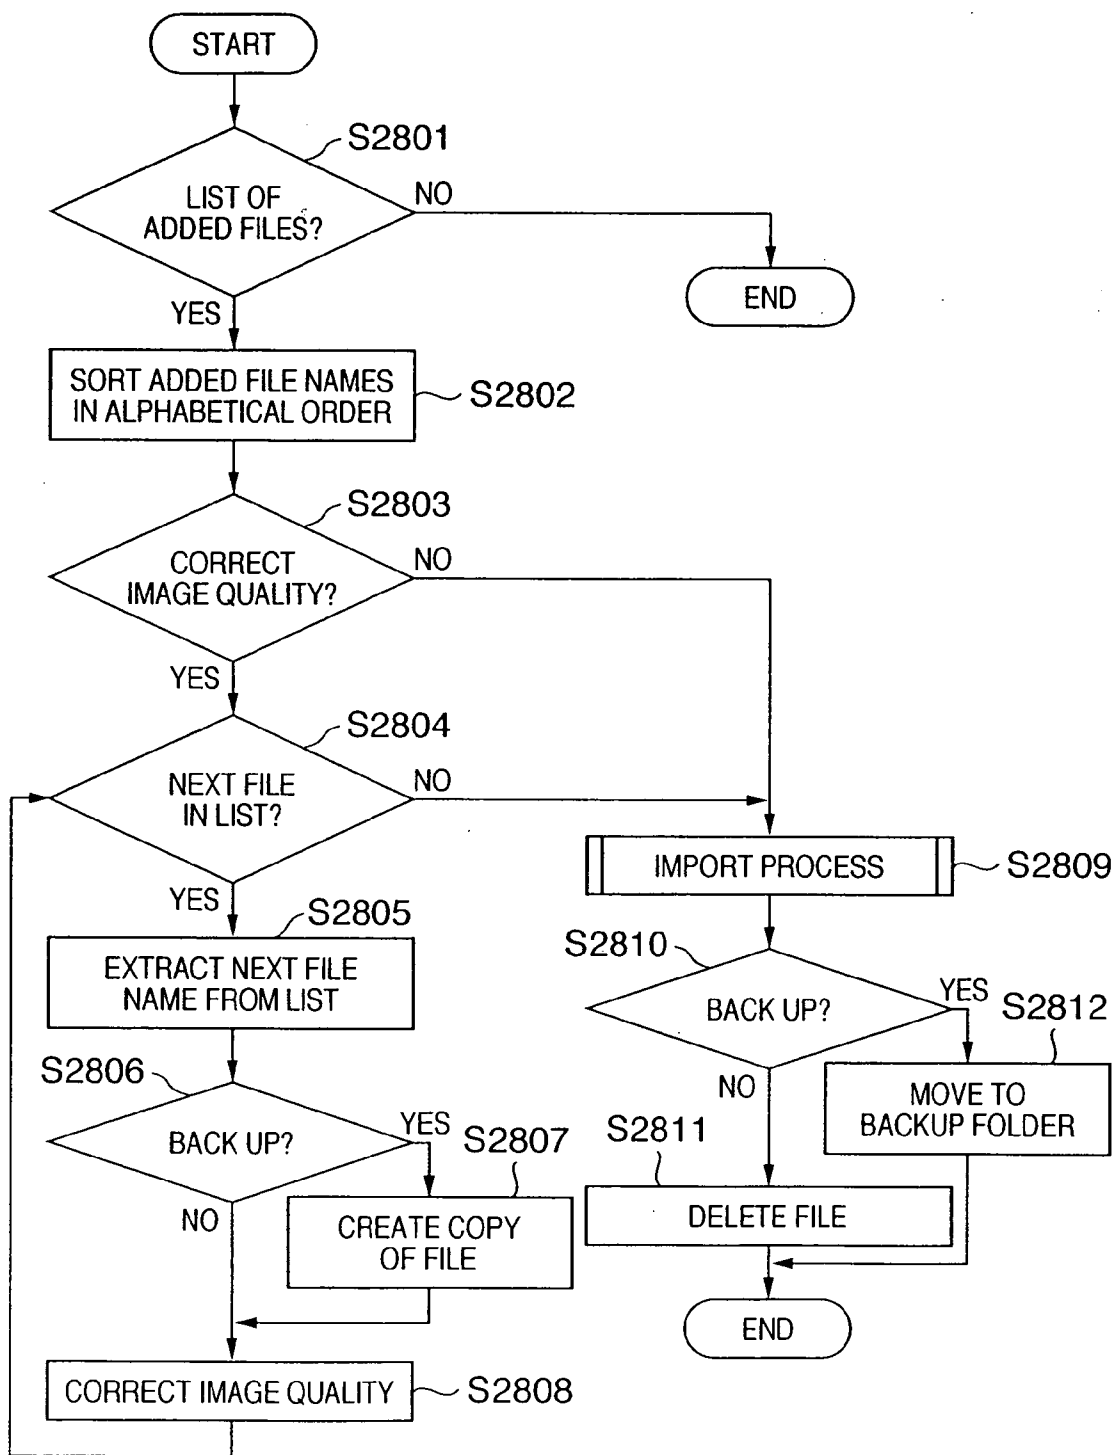 START
S2801
LIST OF
ADDED FILES?
NO
END
YES
SORT ADDED FILE NAMES
IN ALPHABETICAL ORDER
S2802
S2803
CORRECT
IMAGE QUALITY?
NO
YES
S2804
NEXT FILE
IN LIST?
NO
YES
S2805
EXTRACT NEXT FILE
NAME FROM LIST
S2806
BACK UP?
YES
S2807
NO
CREATE COPY
OF FILE
CORRECT IMAGE QUALITY
S2808
IMPORT PROCESS
S2809
S2810
BACK UP?
YES
S2812
NO
MOVE TO
BACKUP FOLDER
S2811
DELETE FILE
END